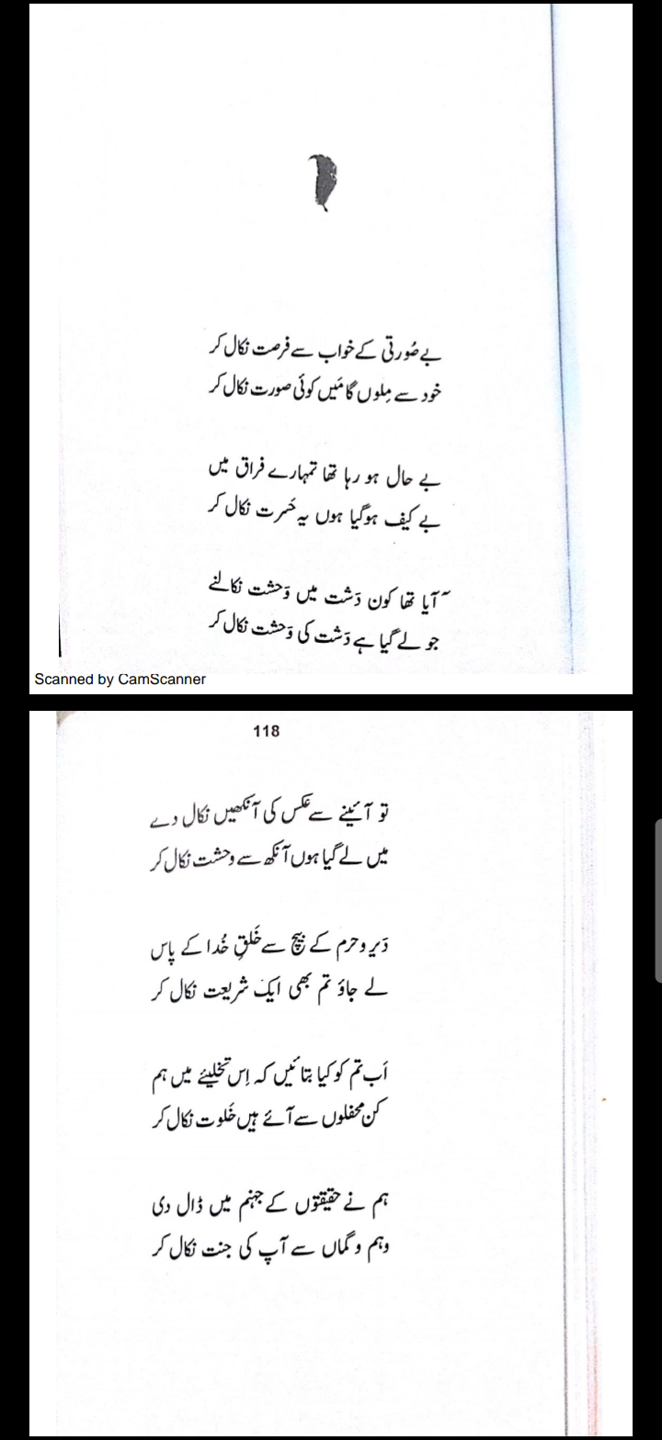 بے صُورتی کے خواب سے فرصت نکال کر
خود سے مِلوں گا مَیں کوئی صورت نکال کر
بے حال ہو رہا تھا تمہارے فراق میں
بے کیف ہوگیا ہوں یہ حَسرت نکال کر
آیا تھا کون دَشت میں وَحشت نکالنے
جو لے گیا ہے دَشت کی وَحشت نکال کر
Scanned by CamScanner
118
تو آئینے سے عکس کی آنکھیں نکال دے
میں لے گیا ہوں آنکھ سے وحشت نکال کر
دَیر و حرم کے بیچ سے خَلقِ خُدا کے پاس
لے جاؤ تم بھی ایک شریعت نکال کر
اَب تم کو کیا بتائیں کہ اِس تخلیئے میں ہم
کن محفلوں سے آئے ہیں خَلوت نکال کر
ہم نے حقیقتوں کے جہنم میں ڈال دی
وہم و گماں سے آپ کی جنت نکال کر